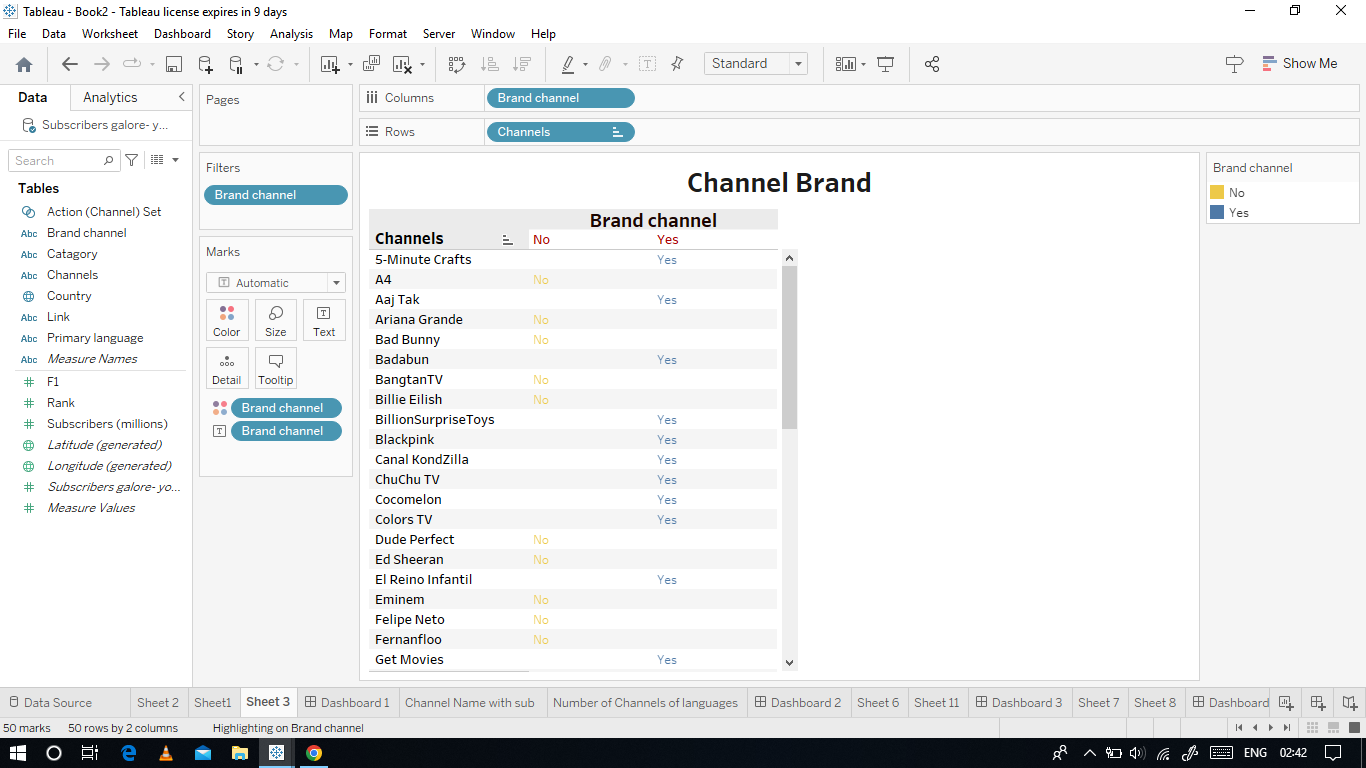 Tableau - Book2 - Tableau license expires in 9 days
File Data Worksheet Dashboard Story Analysis Map Format Server Window Help
Standard
Show Me
Data Analytics
Subscribers galore- y...
Search
Tables
Action (Channel) Set
Abc Brand channel
Abc Catagory
Abc Channels
Country
Abc Link
Abc Primary language
Abc Measure Names
F1
Rank
Subscribers (millions)
Latitude (generated)
Longitude (generated)
Subscribers galore- yo...
Measure Values
Pages
Filters
Brand channel
Marks
Automatic
Color Size Text
Detail Tooltip
Brand channel
Brand channel
Columns Brand channel
Rows Channels
Channel Brand
Brand channel
Channels No Yes
5-Minute Crafts Yes
A4 No
Aaj Tak Yes
Ariana Grande No
Bad Bunny No
Badabun Yes
BangtanTV No
Billie Eilish No
BillionSurpriseToys Yes
Blackpink Yes
Canal KondZilla Yes
ChuChu TV Yes
Cocomelon Yes
Colors TV Yes
Dude Perfect No
Ed Sheeran No
El Reino Infantil Yes
Eminem No
Felipe Neto No
Fernanfloo No
Get Movies Yes
Brand channel
No
Yes
Data Source Sheet 2 Sheet1 Sheet 3 Dashboard 1 Channel Name with sub Number of Channels of languages Dashboard 2 Sheet 6 Sheet 11 Dashboard 3 Sheet 7 Sheet 8 Dashboard
50 marks 50 rows by 2 columns Highlighting on Brand channel
ENG 02:42